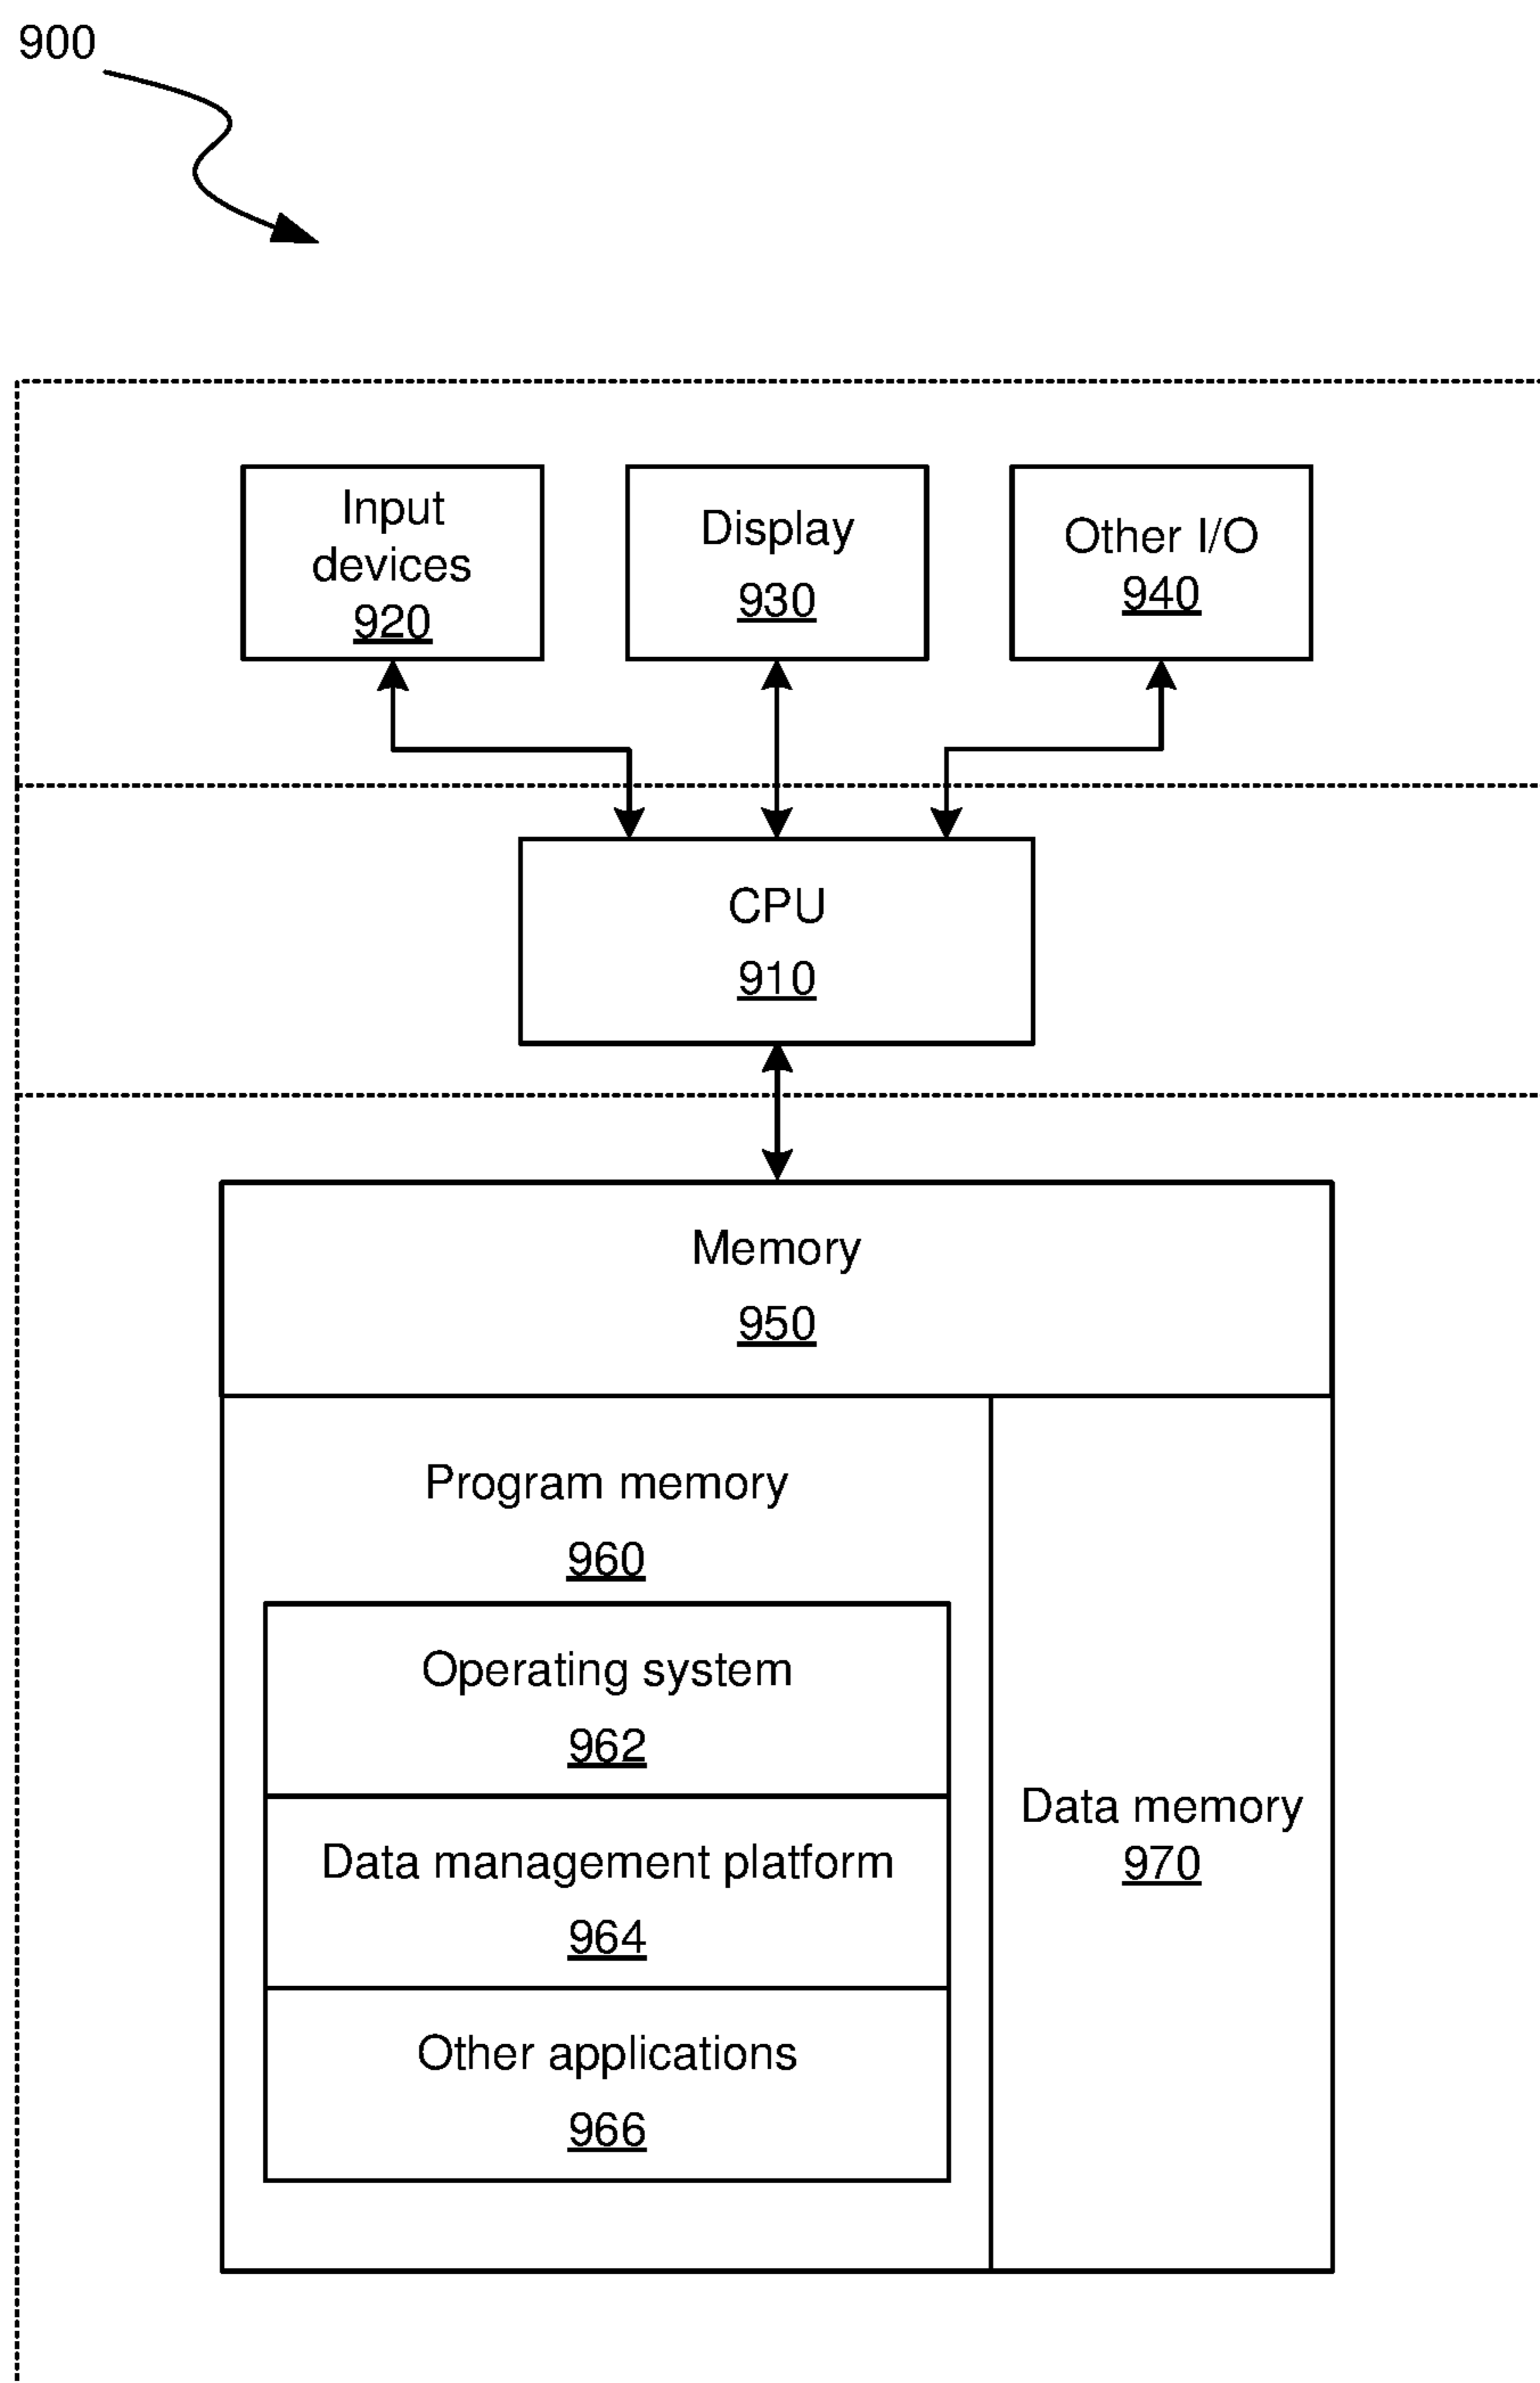 900
Input
devices
920
Display
930
Other I/O
940
CPU
910
Memory
950
Program memory
960
Operating system
962
Data management platform
964
Other applications
966
Data memory
970